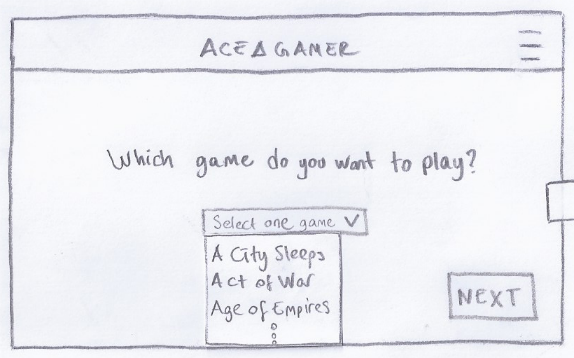 ACE∆GAMER
Which game do you want to play?
Select one game
A City Sleeps
Act of War
Age of Empires
NEXT